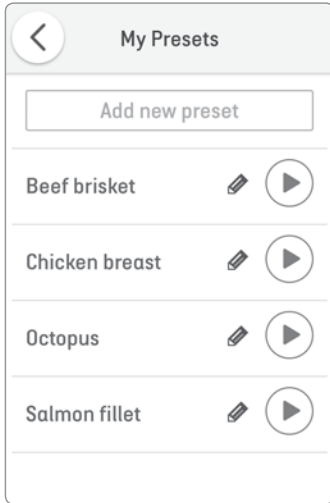 My Presets
Add new preset
Beef brisket
Chicken breast
Octopus
Salmon fillet